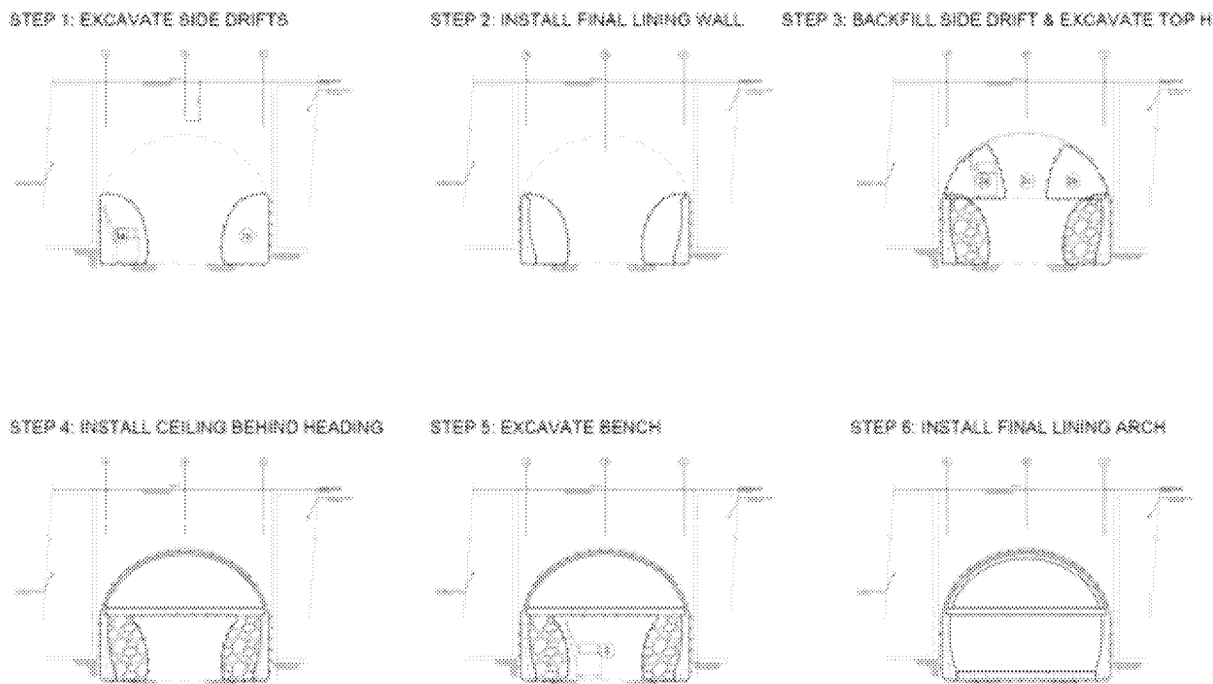 STEP 1: EXCAVATE SIDE DRIFTS
STEP 2: INSTALL FINAL LINING WALL
STEP 3: BACKFILL SIDE DRIFT & EXCAVATE TOP H
STEP 4: INSTALL CEILING BEHIND HEADING
STEP 5: EXCAVATE BENCH
STEP 6: INSTALL FINAL LINING ARCH